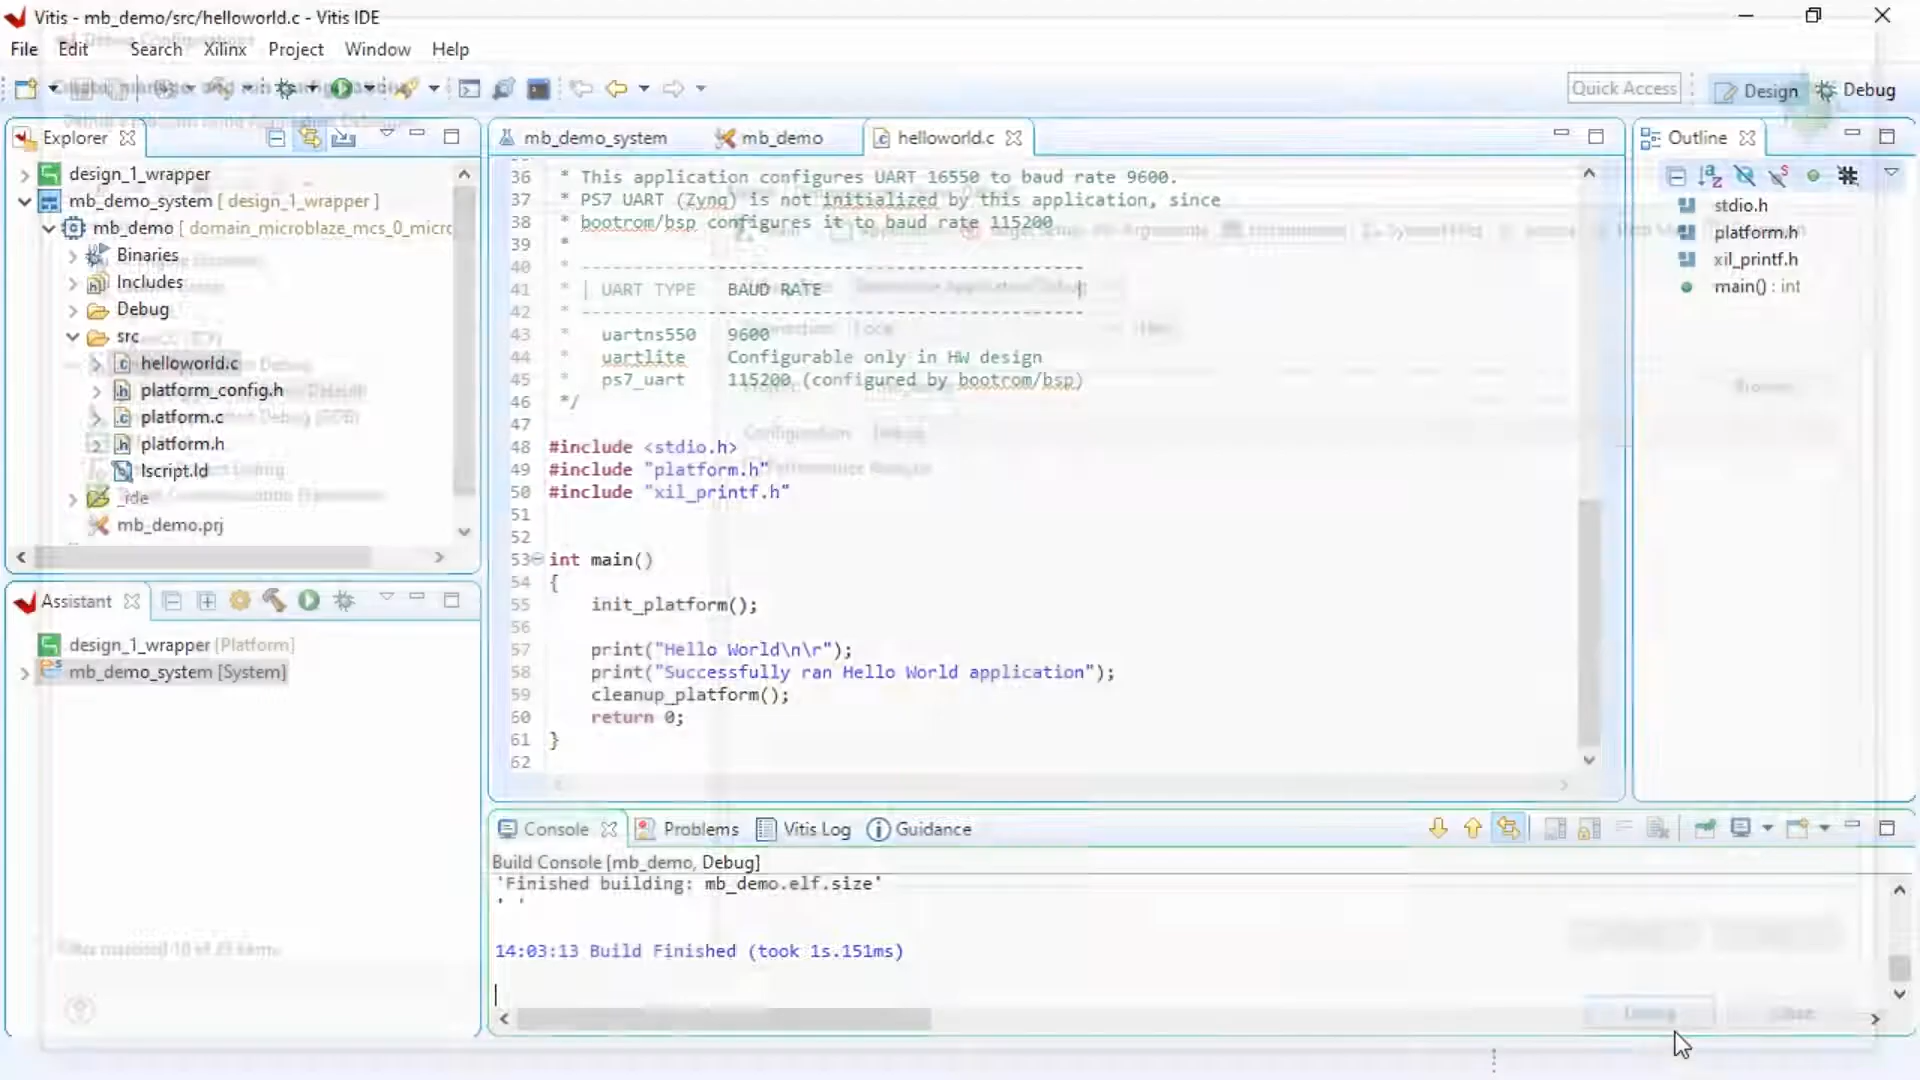 Vitis - mb_demo/src/helloworld.c - Vitis IDE
File Edit Search Xilinx Project Window Help
Quick Access
Design
Debug
Explorer
design_1_wrapper
mb_demo_system [ design_1_wrapper ]
mb_demo [ domain_microblaze_mcs_0_micro
Binaries
Includes
Debug
src
helloworld.c
platform_config.h
platform.c
platform.h
lscript.ld
_ide
mb_demo.prj
Assistant
design_1_wrapper [Platform]
mb_demo_system [System]
mb_demo_system
mb_demo
helloworld.c
36 * This application configures UART 16550 to baud rate 9600.
37 * PS7 UART (Zynq) is not initialized by this application, since
38 * bootrom/bsp configures it to baud rate 115200
39 *
40 * ------------------------------------------------
41 * | UART TYPE   BAUD RATE                        |
42 * ------------------------------------------------
43 *   uartns550   9600
44 *   uartlite    Configurable only in HW design
45 *   ps7_uart    115200 (configured by bootrom/bsp)
46 */
47
48 #include <stdio.h>
49 #include "platform.h"
50 #include "xil_printf.h"
51
52
53 int main()
54 {
55     init_platform();
56
57     print("Hello World\n\r");
58     print("Successfully ran Hello World application");
59     cleanup_platform();
60     return 0;
61 }
62
Outline
stdio.h
platform.h
xil_printf.h
main() : int
Console
Problems
Vitis Log
Guidance
Build Console [mb_demo, Debug]
'Finished building: mb_demo.elf.size'
' '
14:03:13 Build Finished (took 1s.151ms)